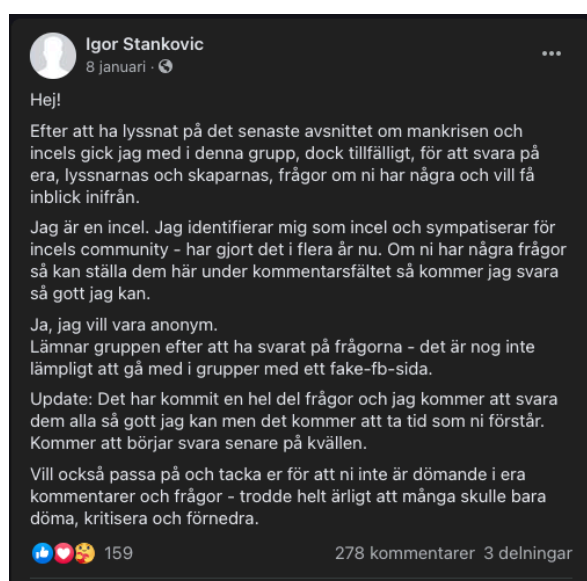 Igor Stankovic
8 januari ·
Hej!
Efter att ha lyssnat på det senaste avsnittet om mankrisen och
incels gick jag med i denna grupp, dock tillfälligt, för att svara på
era, lyssnarnas och skaparnas, frågor om ni har några och vill få
inblick inifrån.
Jag är en incel. Jag identifierar mig som incel och sympatiserar för
incels community - har gjort det i flera år nu. Om ni har några frågor
så kan ställa dem här under kommentarsfältet så kommer jag svara
så gott jag kan.
Ja, jag vill vara anonym.
Lämnar gruppen efter att ha svarat på frågorna - det är nog inte
lämpligt att gå med i grupper med ett fake-fb-sida.
Update: Det har kommit en hel del frågor och jag kommer att svara
dem alla så gott jag kan men det kommer att ta tid som ni förstår.
Kommer att börjar svara senare på kvällen.
Vill också passa på och tacka er för att ni inte är dömande i era
kommentarer och frågor - trodde helt ärligt att många skulle bara
döma, kritisera och förnedra.
159 278 kommentarer 3 delningar